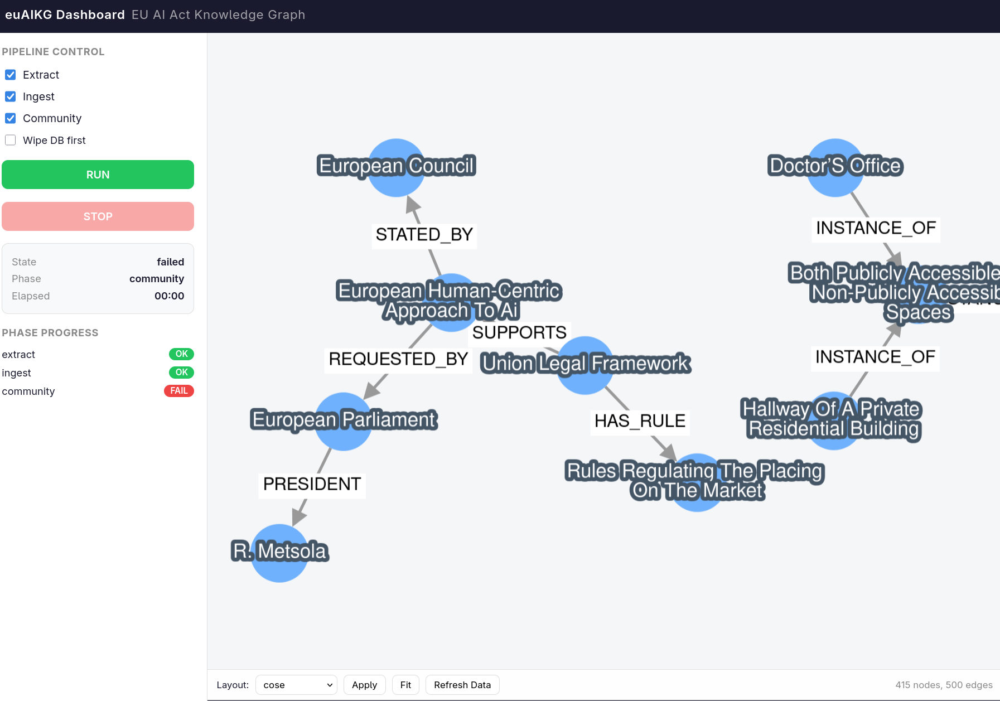 euAIKG Dashboard EU AI Act Knowledge Graph
PIPELINE CONTROL
Extract
Ingest
Community
Wipe DB first
RUN
STOP
State failed
Phase community
Elapsed 00:00
PHASE PROGRESS
extract OK
ingest OK
community FAIL
European Council
STATED_BY
European Human-Centric
Approach To Ai
SUPPORTS
REQUESTED_BY
Union Legal Framework
European Parliament
HAS_RULE
PRESIDENT
Rules Regulating The Placing
On The Market
R. Metsola
Doctor'S Office
INSTANCE_OF
Both Publicly Accessible
Non-Publicly
Spaces
INSTANCE_OF
Hallway Of A Private
Residential Building
Layout: cose Apply Fit Refresh Data 415 nodes, 500 edges